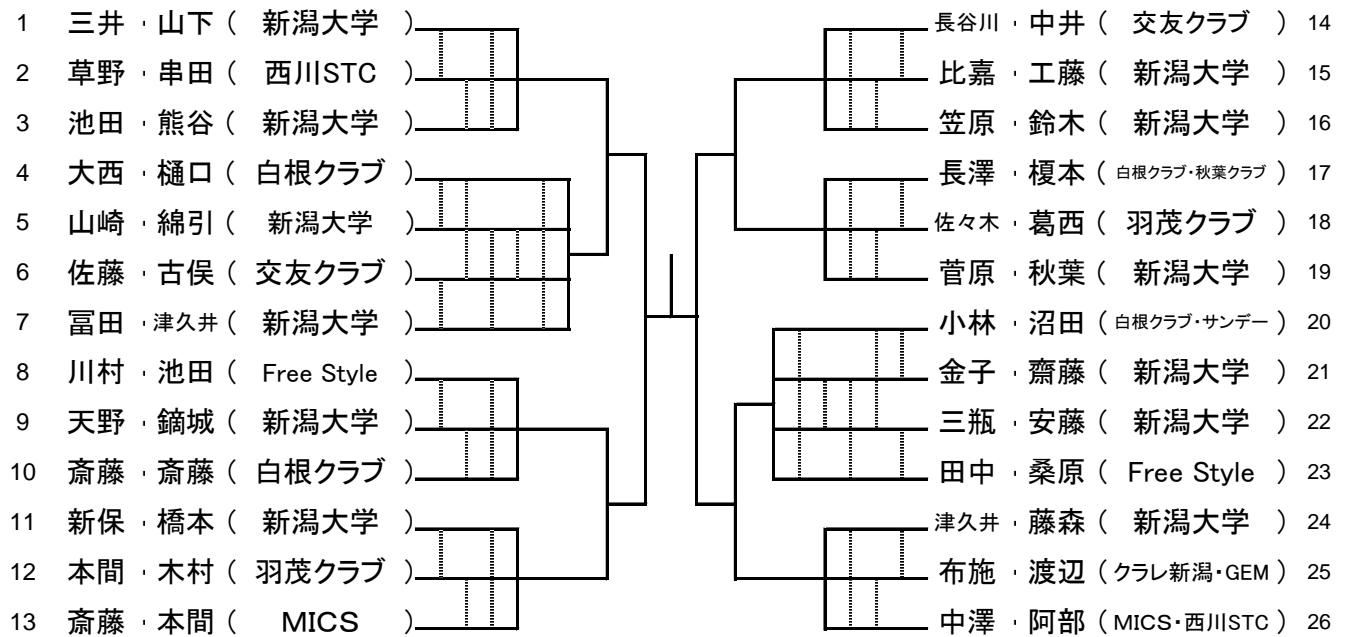 1 三井 ・ 山下 ( 新潟大学 )
2 草野 ・ 串田 ( 西川STC )
3 池田 ・ 熊谷 ( 新潟大学 )
4 大西 ・ 樋口 ( 白根クラブ )
5 山崎 ・ 綿引 ( 新潟大学 )
6 佐藤 ・ 古俣 ( 交友クラブ )
7 冨田 ・ 津久井 ( 新潟大学 )
8 川村 ・ 池田 ( Free Style )
9 天野 ・ 鏑城 ( 新潟大学 )
10 斎藤 ・ 斎藤 ( 白根クラブ )
11 新保 ・ 橋本 ( 新潟大学 )
12 本間 ・ 木村 ( 羽茂クラブ )
13 斎藤 ・ 本間 ( MICS )
長谷川 ・ 中井 ( 交友クラブ ) 14
比嘉 ・ 工藤 ( 新潟大学 ) 15
笠原 ・ 鈴木 ( 新潟大学 ) 16
長澤 ・ 榎本 ( 白根クラブ・秋葉クラブ ) 17
佐々木 ・ 葛西 ( 羽茂クラブ ) 18
菅原 ・ 秋葉 ( 新潟大学 ) 19
小林 ・ 沼田 ( 白根クラブ・サンデー ) 20
金子 ・ 齋藤 ( 新潟大学 ) 21
三瓶 ・ 安藤 ( 新潟大学 ) 22
田中 ・ 桑原 ( Free Style ) 23
津久井 ・ 藤森 ( 新潟大学 ) 24
布施 ・ 渡辺 ( クラレ新潟・GEM ) 25
中澤 ・ 阿部 ( MICS・西川STC ) 26